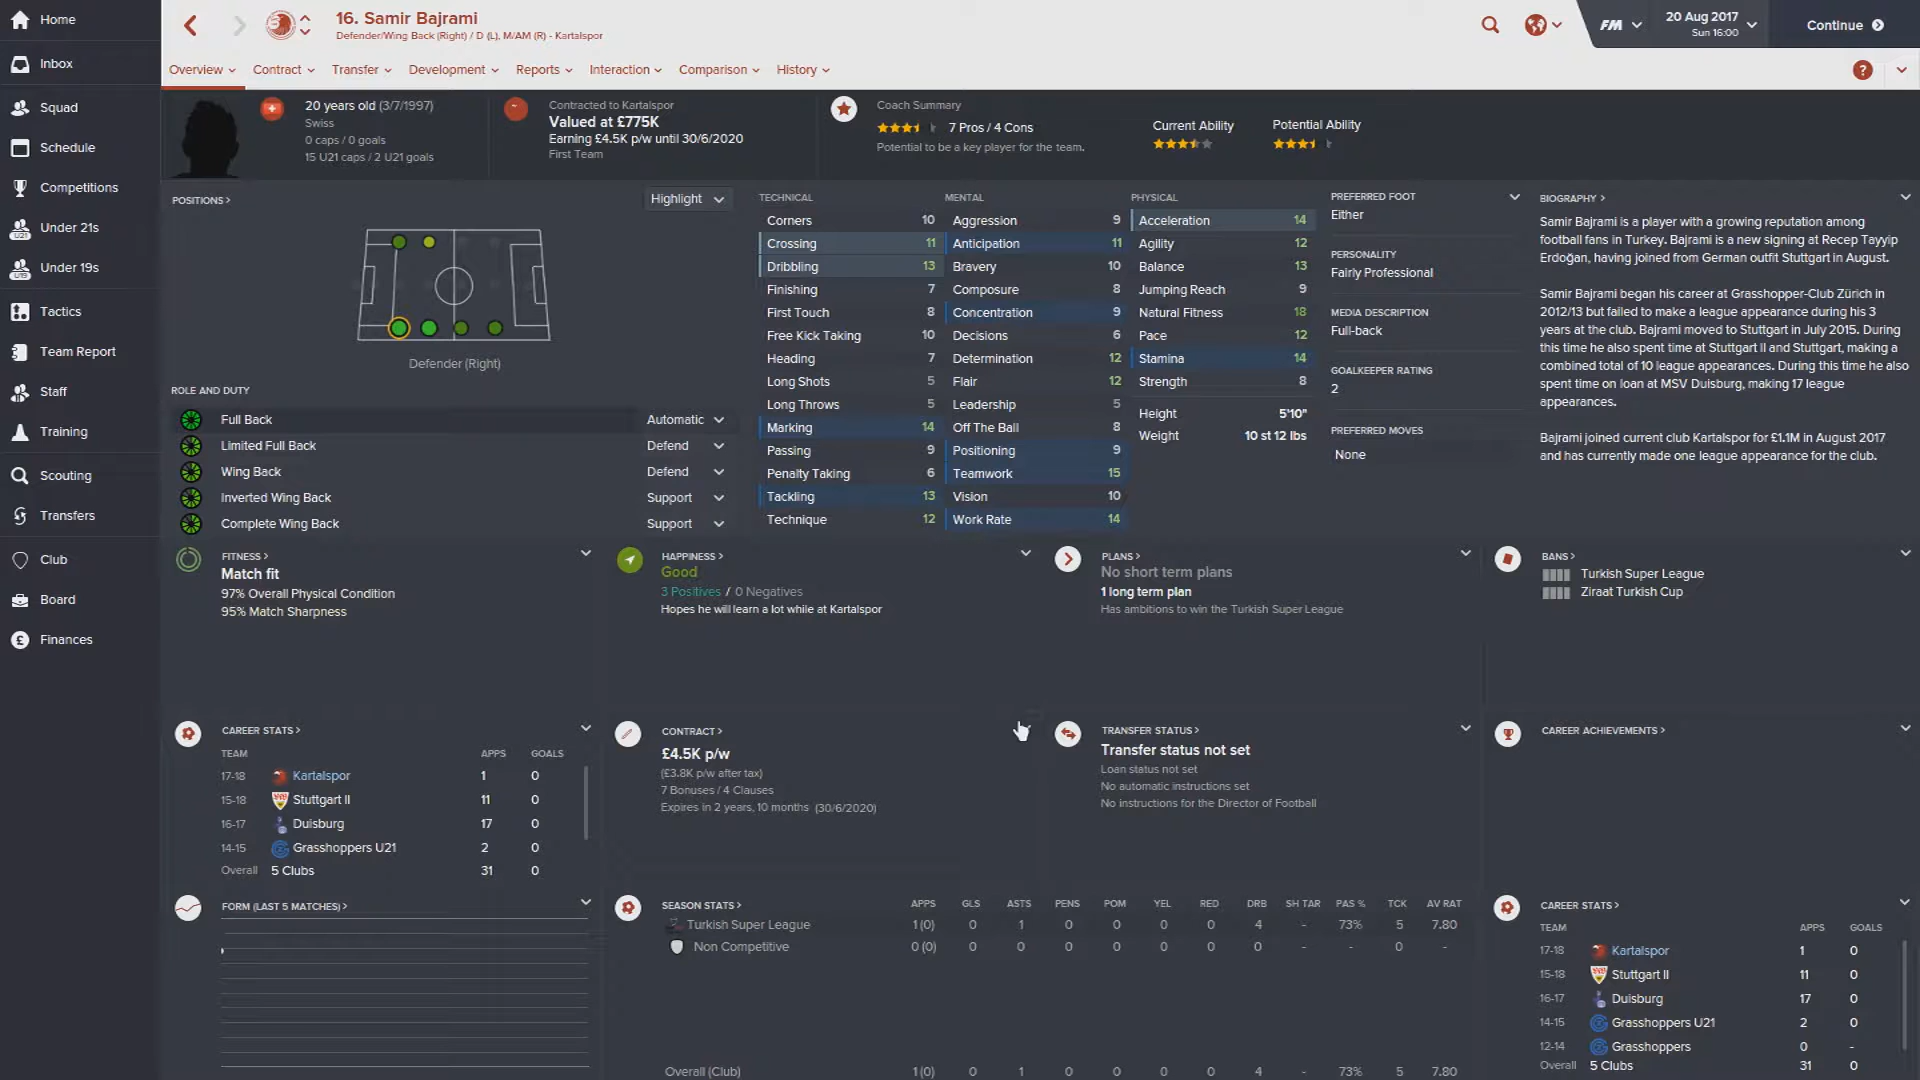 Home
Inbox
Squad
Schedule
Competitions
Under 21s
Under 19s
Tactics
Team Report
Staff
Training
Scouting
Transfers
Club
Board
Finances
16. Samir Bajrami
Defender/Wing Back (Right) / D (L), M/AM (R) - Kartalspor
FM
20 Aug 2017
Sun 16:00
Continue
Overview Contract Transfer Development Reports Interaction Comparison History
?
20 years old (3/7/1997)
Swiss
0 caps / 0 goals
15 U21 caps / 2 U21 goals
Contracted to Kartalspor
Valued at £775K
Earning £4.5K p/w until 30/6/2020
First Team
Coach Summary
7 Pros / 4 Cons
Potential to be a key player for the team.
Current Ability
Potential Ability
POSITIONS >
Highlight
Defender (Right)
ROLE AND DUTY
Full Back Automatic
Limited Full Back Defend
Wing Back Defend
Inverted Wing Back Support
Complete Wing Back Support
TECHNICAL
Corners 10
Crossing 11
Dribbling 13
Finishing 7
First Touch 8
Free Kick Taking 10
Heading 7
Long Shots 5
Long Throws 5
Marking 14
Passing 9
Penalty Taking 6
Tackling 13
Technique 12
MENTAL
Aggression 9
Anticipation 11
Bravery 10
Composure 8
Concentration 9
Decisions 6
Determination 12
Flair 12
Leadership 5
Off The Ball 8
Positioning 9
Teamwork 15
Vision 10
Work Rate 14
PHYSICAL
Acceleration 14
Agility 12
Balance 13
Jumping Reach 9
Natural Fitness 18
Pace 12
Stamina 14
Strength 8
Height 5'10"
Weight 10 st 12 lbs
PREFERRED FOOT
Either
PERSONALITY
Fairly Professional
MEDIA DESCRIPTION
Full-back
GOALKEEPER RATING
2
PREFERRED MOVES
None
BIOGRAPHY >
Samir Bajrami is a player with a growing reputation among
football fans in Turkey. Bajrami is a new signing at Recep Tayyip
Erdoğan, having joined from German outfit Stuttgart in August.
Samir Bajrami began his career at Grasshopper-Club Zürich in
2012/13 but failed to make a league appearance during his 3
years at the club. Bajrami moved to Stuttgart in July 2015. During
this time he also spent time at Stuttgart II and Stuttgart, making a
combined total of 10 league appearances. During this time he also
spent time on loan at MSV Duisburg, making 17 league
appearances.
Bajrami joined current club Kartalspor for £1.1M in August 2017
and has currently made one league appearance for the club.
FITNESS >
Match fit
97% Overall Physical Condition
95% Match Sharpness
HAPPINESS >
Good
3 Positives / 0 Negatives
Hopes he will learn a lot while at Kartalspor
PLANS >
No short term plans
1 long term plan
Has ambitions to win the Turkish Super League
BANS >
Turkish Super League
Ziraat Turkish Cup
CAREER STATS >
TEAM APPS GOALS
17-18 Kartalspor 1 0
15-18 Stuttgart II 11 0
16-17 Duisburg 17 0
14-15 Grasshoppers U21 2 0
Overall 5 Clubs 31 0
CONTRACT >
£4.5K p/w
(£3.8K p/w after tax)
7 Bonuses / 4 Clauses
Expires in 2 years, 10 months (30/6/2020)
TRANSFER STATUS >
Transfer status not set
Loan status not set
No automatic instructions set
No instructions for the Director of Football
CAREER ACHIEVEMENTS >
FORM (LAST 5 MATCHES) >
SEASON STATS > APPS GLS ASTS PENS POM YEL RED DRB SH TAR PAS % TCK AV RAT
Turkish Super League 1 (0) 0 1 0 0 0 0 4 - 73% 5 7.80
Non Competitive 0 (0) 0 0 0 0 0 0 0 - - 0 -
Overall (Club) 1 (0) 0 1 0 0 0 0 4 - 73% 5 7.80
CAREER STATS >
TEAM APPS GOALS
17-18 Kartalspor 1 0
15-18 Stuttgart II 11 0
16-17 Duisburg 17 0
14-15 Grasshoppers U21 2 0
12-14 Grasshoppers 0 -
Overall 5 Clubs 31 0